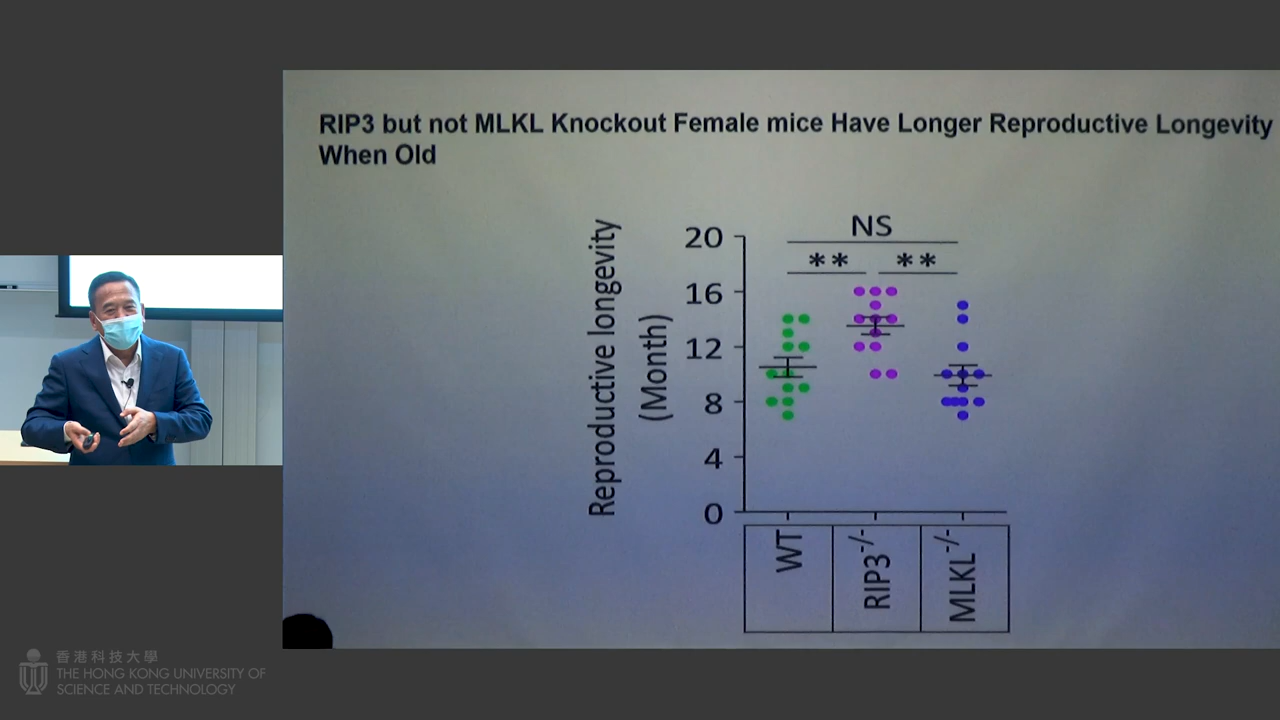 RIP3 but not MLKL Knockout Female mice Have Longer Reproductive Longevity
When Old
Reproductive longevity
(Month)
20
16
12
8
4
0
NS
**
**
WT
RIP3-/-
MLKL-/-
香港科技大學
THE HONG KONG UNIVERSITY OF
SCIENCE AND TECHNOLOGY